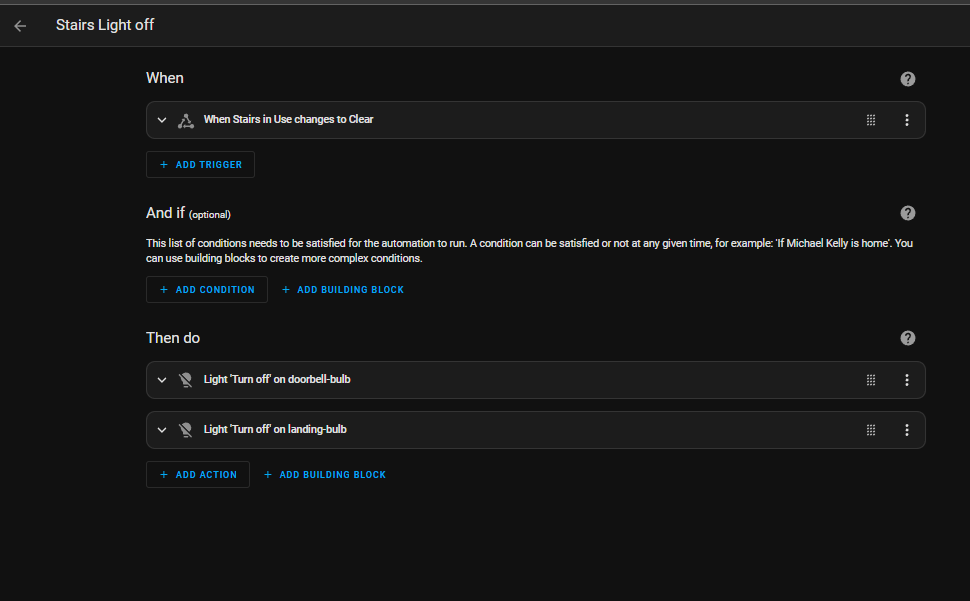 Stairs Light off
When
When Stairs in Use changes to Clear
+ ADD TRIGGER
And if (optional)
This list of conditions needs to be satisfied for the automation to run. A condition can be satisfied or not at any given time, for example: 'If Michael Kelly is home'. You
can use building blocks to create more complex conditions.
+ ADD CONDITION + ADD BUILDING BLOCK
Then do
Light 'Turn off' on doorbell-bulb
Light 'Turn off' on landing-bulb
+ ADD ACTION + ADD BUILDING BLOCK